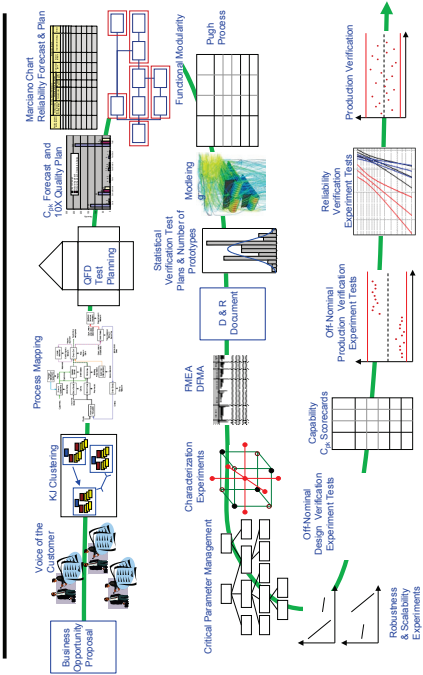 Business
Opportunity
Proposal
Voice of the
Customer
KJ Clustering
Process Mapping
QFD
Test
Planning
Cpk Forecast and
10X Quality Plan
Marciano Chart
Reliability Forecast & Plan
Functional Modularity
Pugh
Process
Modleing
g
Statistical
Verification Test
Plans & Number of
Prototypes
D & R
Document
FMEA
DFMA
Characterization
Experiments
Critical Parameter Management
Robustness
& Scalability
Experiments
Off-Nominal
Design Verification
Experiment Tests
Capability
Cpk Scorecards
Off-Nominal
Production Verification
Experiment Tests
Reliability
Verification
Experiment Tests
Production Verification